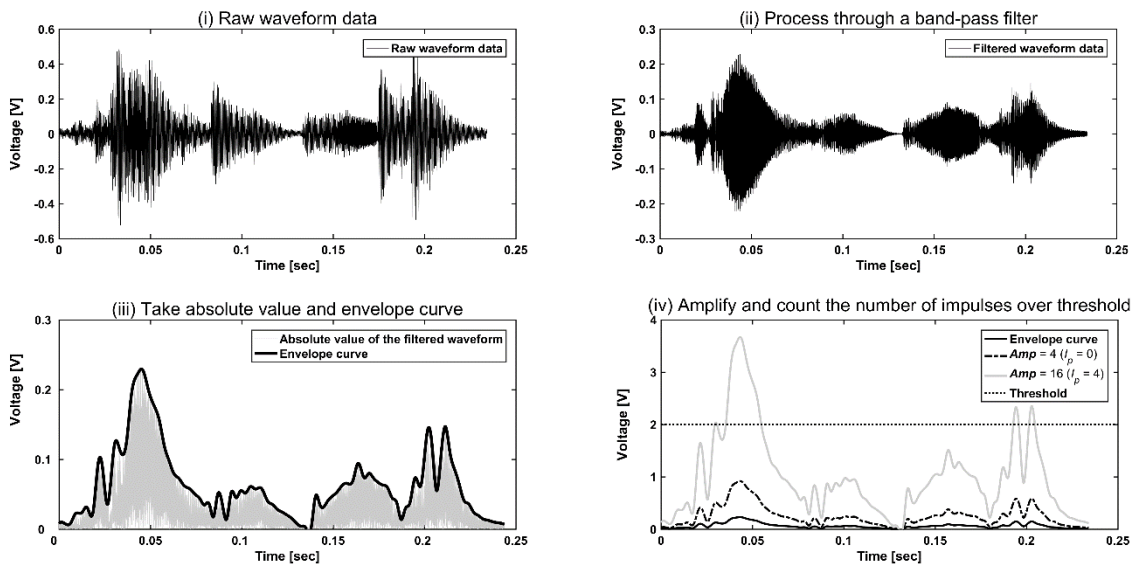 (i) Raw waveform data
0.6
0.4
0.2
0
-0.2
-0.4
-0.6
Voltage [V]
Raw waveform data
0
0.05
0.1
0.15
0.2
0.25
Time [sec]
(ii) Process through a band-pass filter
0.3
0.2
0.1
0
-0.1
-0.2
-0.3
Voltage [V]
Filtered waveform data
0
0.05
0.1
0.15
0.2
0.25
Time [sec]
(iii) Take absolute value and envelope curve
0.3
0.2
0.1
0
Voltage [V]
Absolute value of the filtered waveform
Envelope curve
0
0.05
0.1
0.15
0.2
0.25
Time [sec]
(iv) Amplify and count the number of impulses over threshold
4
3
2
1
0
Voltage [V]
Envelope curve
Amp = 4 (I_p = 0)
Amp = 16 (I_p = 4)
Threshold
0
0.05
0.1
0.15
0.2
0.25
Time [sec]